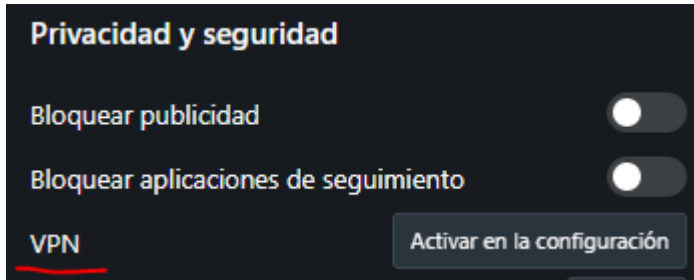 Privacidad y seguridad
Bloquear publicidad
Bloquear aplicaciones de seguimiento
VPN
Activar en la configuración